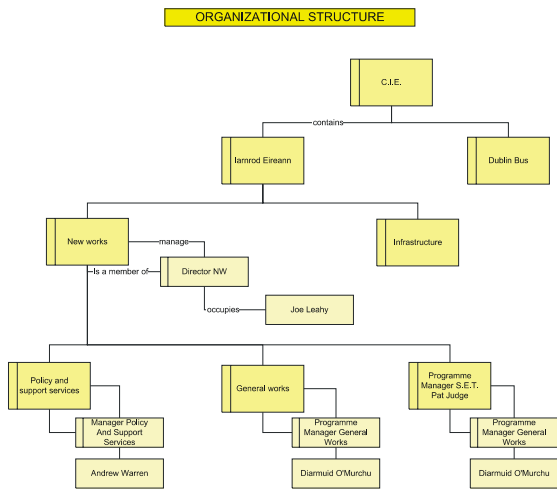 ORGANIZATIONAL STRUCTURE
C.I.E.
contains
Iarnrod Eireann
Dublin Bus
New works
manage
Infrastructure
Is a member of
Director NW
occupies
Joe Leahy
Policy and
support services
General works
Programme
Manager S.E.T.
Pat Judge
Manager Policy
And Support
Services
Programme
Manager General
Works
Programme
Manager General
Works
Andrew Warren
Diarmuid O'Murchu
Diarmuid O'Murchu